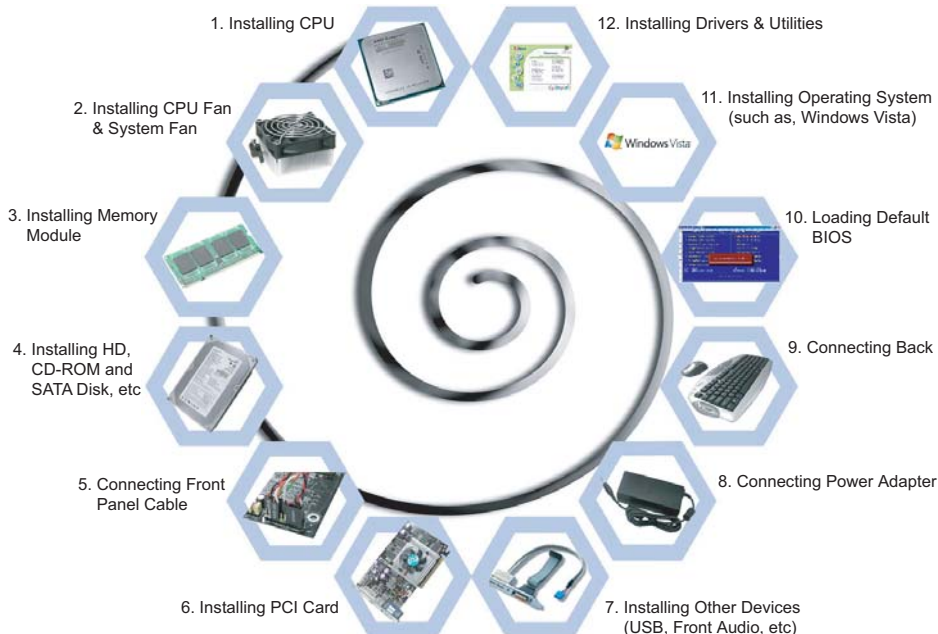 1. Installing CPU
2. Installing CPU Fan
& System Fan
3. Installing Memory
Module
4. Installing HD,
CD-ROM and
SATA Disk, etc
5. Connecting Front
Panel Cable
6. Installing PCI Card
7. Installing Other Devices
(USB, Front Audio, etc)
8. Connecting Power Adapter
9. Connecting Back
10. Loading Default
BIOS
11. Installing Operating System
(such as, Windows Vista)
Windows Vista
12. Installing Drivers & Utilities